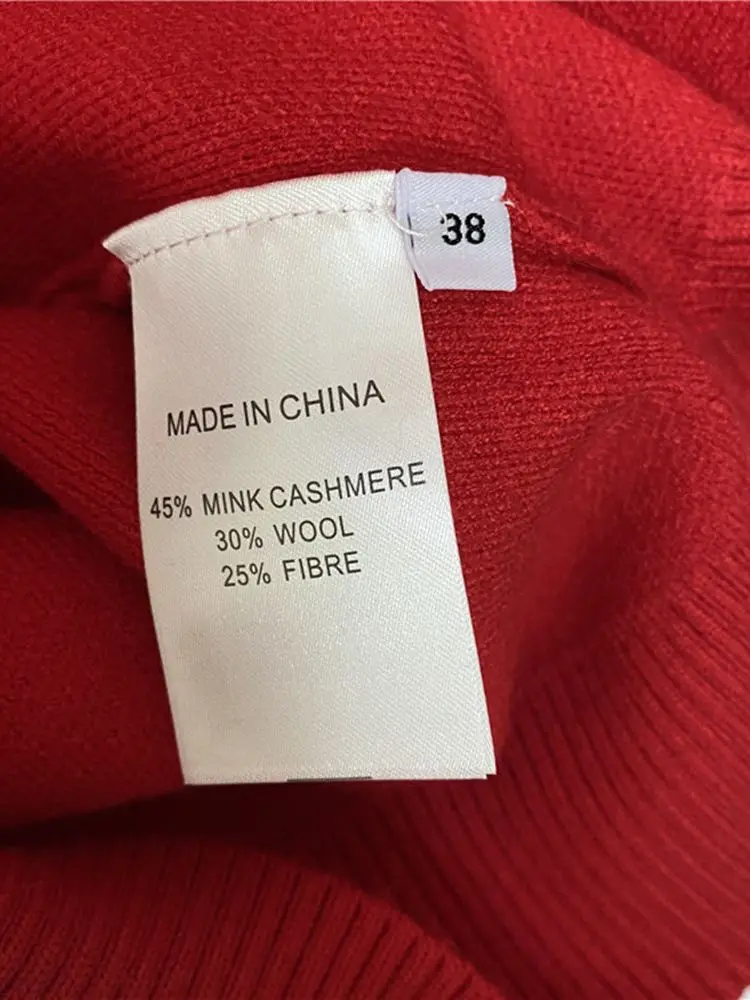 38
MADE IN CHINA
45% MINK CASHMERE
30% WOOL
25% FIBRE